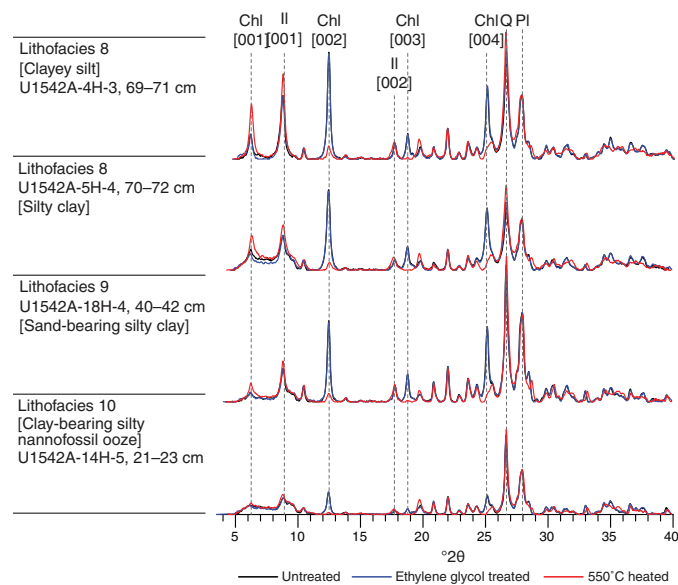 Chl
[001]
Il
[001]
Chl
[002]
Chl
[003]
Il
[002]
Chl
[004]
Q
Pl
Lithofacies 8
[Clayey silt]
U1542A-4H-3, 69–71 cm
Lithofacies 8
U1542A-5H-4, 70–72 cm
[Silty clay]
Lithofacies 9
U1542A-18H-4, 40–42 cm
[Sand-bearing silty clay]
Lithofacies 10
[Clay-bearing silty
nannofossil ooze]
U1542A-14H-5, 21–23 cm
5 10 15 20 25 30 35 40
°2θ
Untreated Ethylene glycol treated 550˚C heated